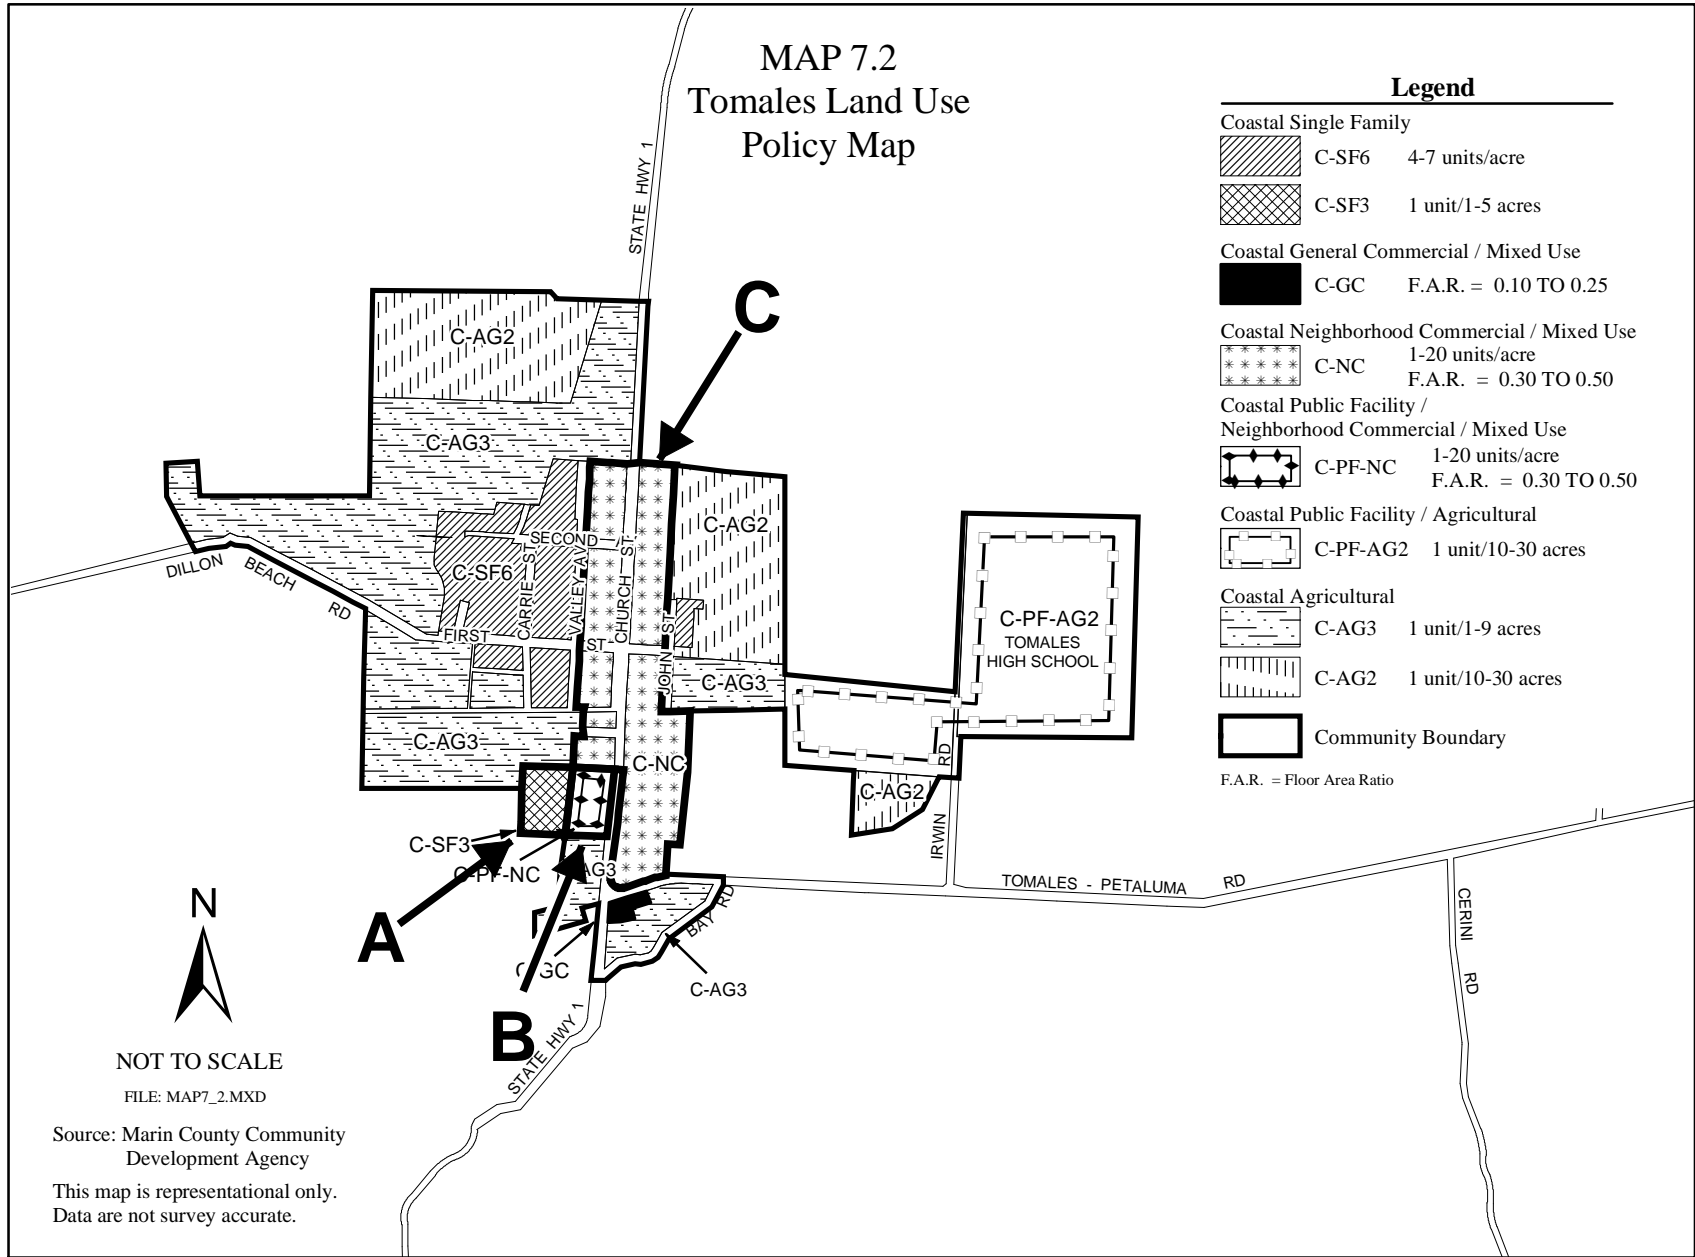 MAP 7.2
Tomales Land Use
Policy Map
Legend
Coastal Single Family
C-SF6 4-7 units/acre
C-SF3 1 unit/1-5 acres
Coastal General Commercial / Mixed Use
C-GC F.A.R. = 0.10 TO 0.25
Coastal Neighborhood Commercial / Mixed Use
1-20 units/acre
C-NC
F.A.R. = 0.30 TO 0.50
Coastal Public Facility /
Neighborhood Commercial / Mixed Use
1-20 units/acre
C-PF-NC
F.A.R. = 0.30 TO 0.50
Coastal Public Facility / Agricultural
C-PF-AG2 1 unit/10-30 acres
Coastal Agricultural
C-AG3 1 unit/1-9 acres
C-AG2 1 unit/10-30 acres
Community Boundary
F.A.R. = Floor Area Ratio
STATE HWY 1
C
C-AG2
C-AG3
C-AG2
SECOND
C-SF6
CARRIE ST
VALLEY AVE
CHURCH ST
JOHN ST
DILLON
BEACH
RD
FIRST
ST
C-PF-AG2
TOMALES
HIGH SCHOOL
C-AG3
C-AG3
C-NC
C-AG2
IRWIN
RD
C-SF3
C-PF-NC
AG3
A
B
C-GC
BAY RD
C-AG3
STATE HWY 1
TOMALES - PETALUMA
RD
CERINI
RD
N
NOT TO SCALE
FILE: MAP7_2.MXD
Source: Marin County Community
Development Agency
This map is representational only.
Data are not survey accurate.